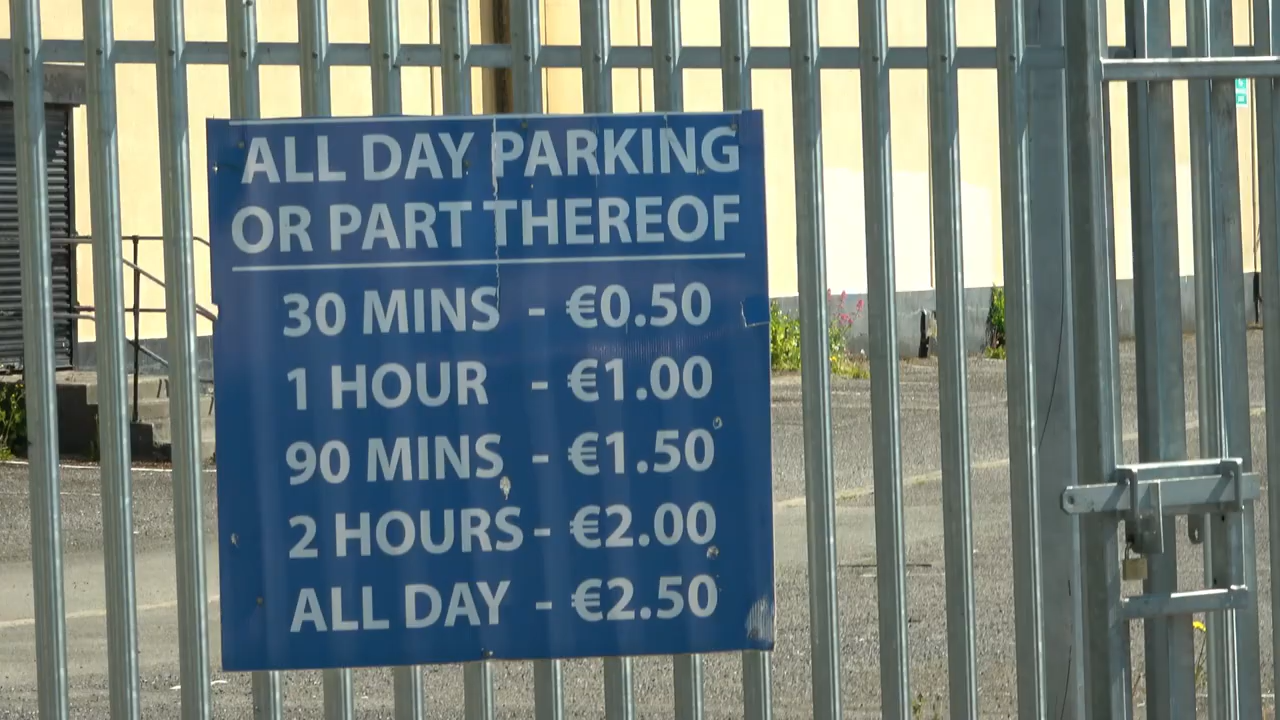 ALL DAY PARKING
OR PART THEREOF
30 MINS - €0.50
1 HOUR - €1.00
90 MINS - €1.50
2 HOURS - €2.00
ALL DAY - €2.50